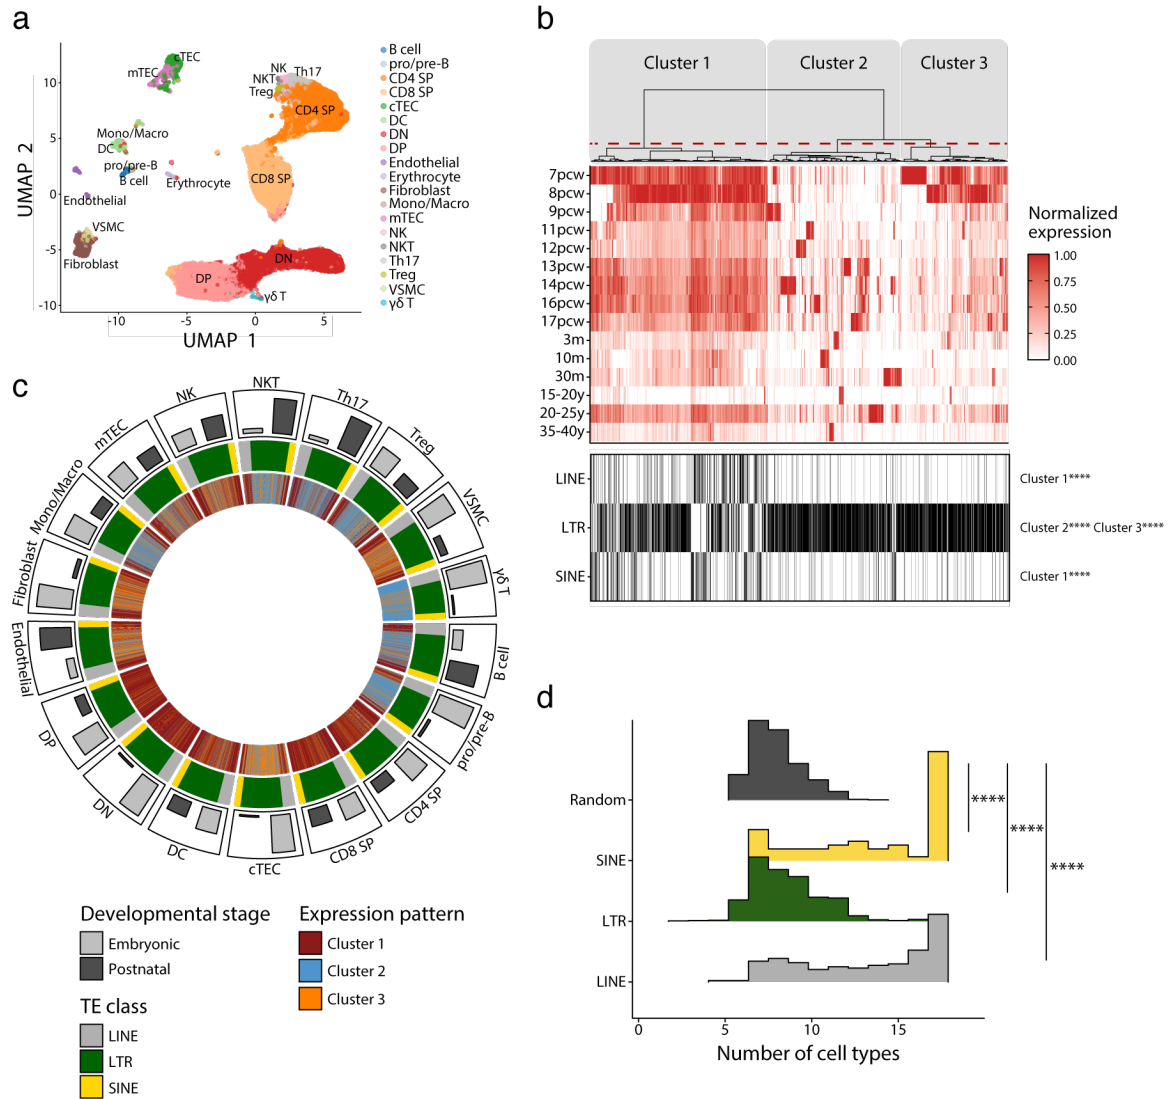 a
UMAP 2
10
5
0
-5
-10
-10
-5
0
5
UMAP 1
cTEC
mTEC
NK
Th17
NKT
Treg
CD4 SP
Mono/Macro
DC
pro/pre-B
B cell
Erythrocyte
CD8 SP
Endothelial
VSMC
Fibroblast
DN
DP
γδ T
B cell
pro/pre-B
CD4 SP
CD8 SP
cTEC
DC
DN
DP
Endothelial
Erythrocyte
Fibroblast
Mono/Macro
mTEC
NK
NKT
Th17
Treg
VSMC
γδ T
b
Cluster 1
Cluster 2
Cluster 3
7pcw
8pcw
9pcw
11pcw
12pcw
13pcw
14pcw
16pcw
17pcw
3m
10m
30m
15-20y
20-25y
35-40y
Normalized
expression
1.00
0.75
0.50
0.25
0.00
LINE
LTR
SINE
Cluster 1****
Cluster 2**** Cluster 3****
Cluster 1****
c
NKT
Th17
Treg
VSMC
γδ T
B cell
pro/pre-B
CD4 SP
CD8 SP
cTEC
DC
DN
DP
Endothelial
Fibroblast
Mono/Macro
mTEC
NK
Developmental stage
Embryonic
Postnatal
TE class
LINE
LTR
SINE
Expression pattern
Cluster 1
Cluster 2
Cluster 3
d
Random
SINE
LTR
LINE
0
5
10
15
Number of cell types
****
****
****